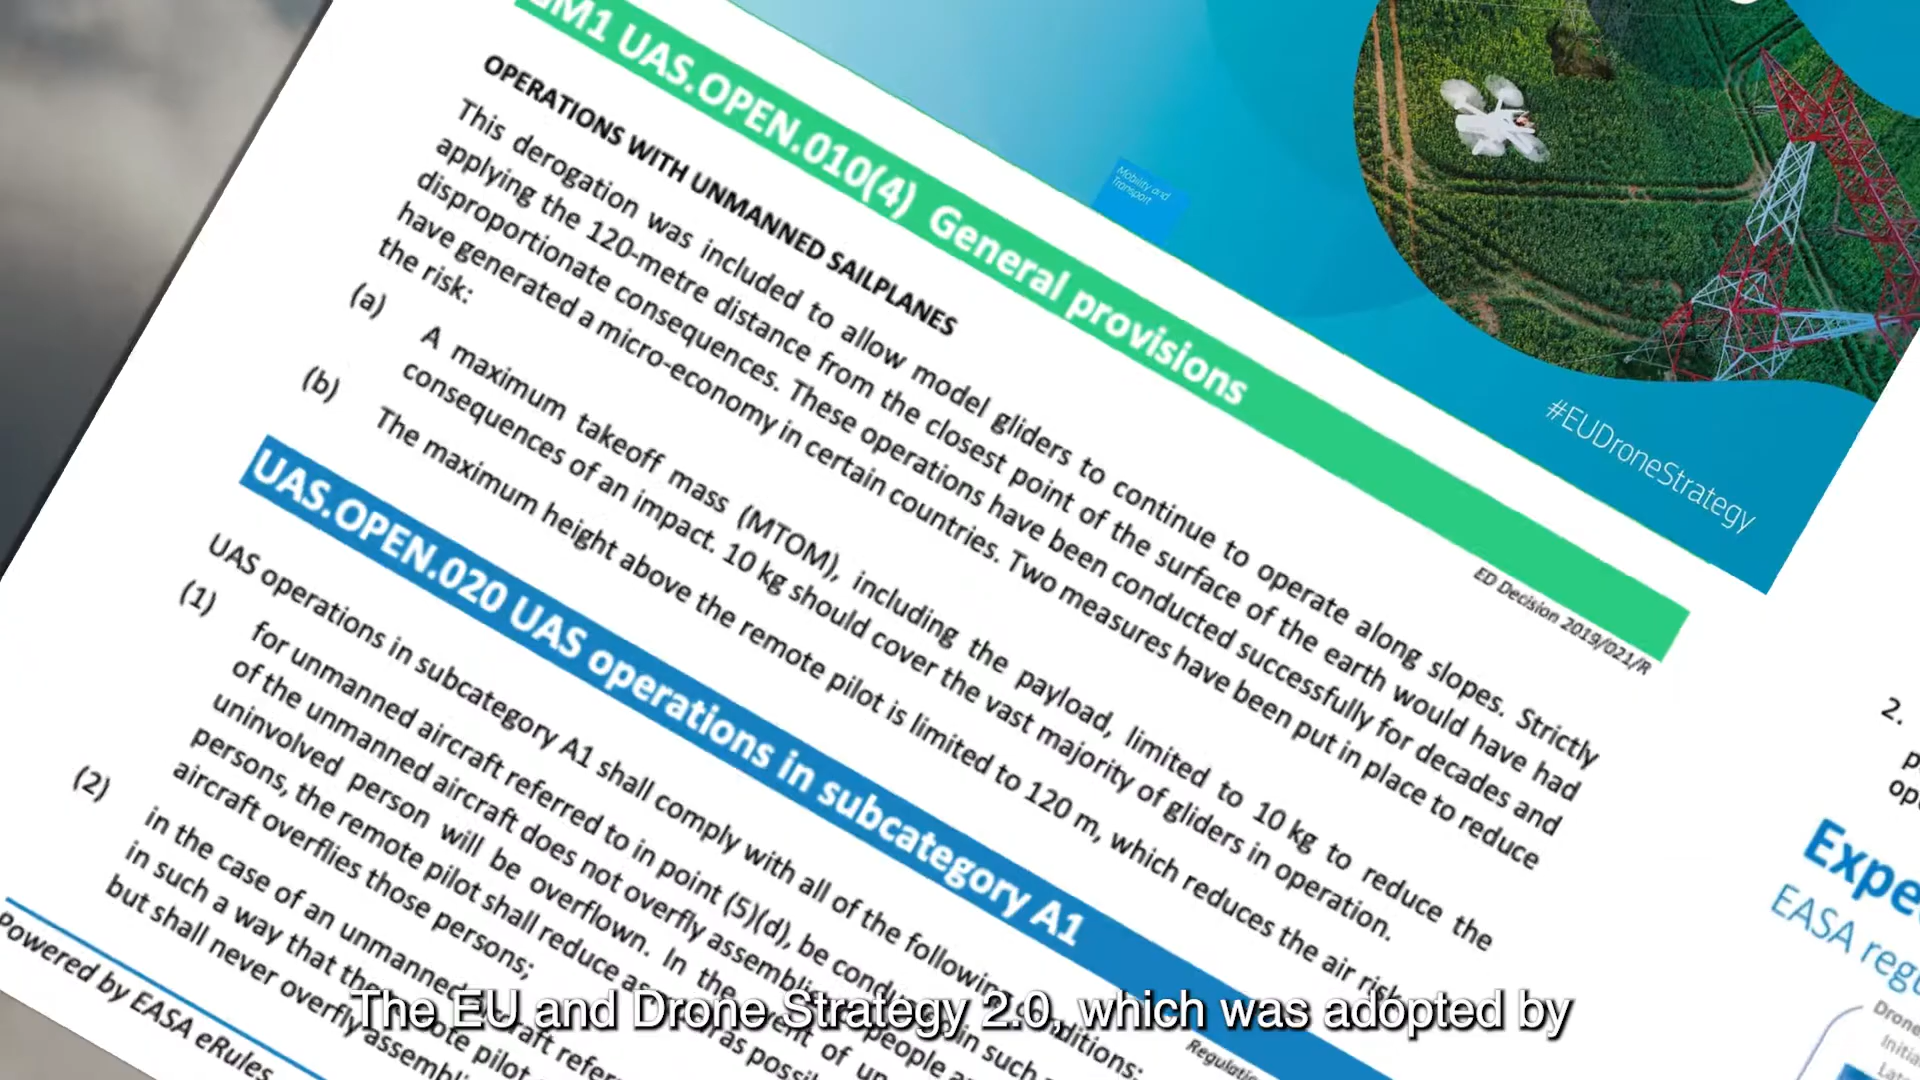 GM1 UAS.OPEN.010(4) General provisions
ED Decision 2019/021/R
OPERATIONS WITH UNMANNED SAILPLANES
This derogation was included to allow model gliders to continue to operate along slopes. Strictly
applying the 120-metre distance from the closest point of the surface of the earth would have had
disproportionate consequences. These operations have been conducted successfully for decades and
have generated a micro-economy in certain countries. Two measures have been put in place to reduce
the risk:
(a) A maximum takeoff mass (MTOM), including the payload, limited to 10 kg to reduce the
consequences of an impact. 10 kg should cover the vast majority of gliders in operation.
(b) The maximum height above the remote pilot is limited to 120 m, which reduces the air risk
UAS.OPEN.020 UAS operations in subcategory A1
UAS operations in subcategory A1 shall comply with all of the following conditions:
(1) for unmanned aircraft referred to in point (5)(d), be conducted in such
of the unmanned aircraft does not overfly assemblies of people
uninvolved person will be overflown. In the event of
persons, the remote pilot shall reduce as
aircraft overflies those persons;
(2) in the case of an unmanned aircraft
in such a way that the remote pilot
but shall never overfly
Powered by EASA eRules
Mobility and
Transport
#EUDroneStrategy
2.
EASA
Drone
The EU and Drone Strategy 2.0, which was adopted by